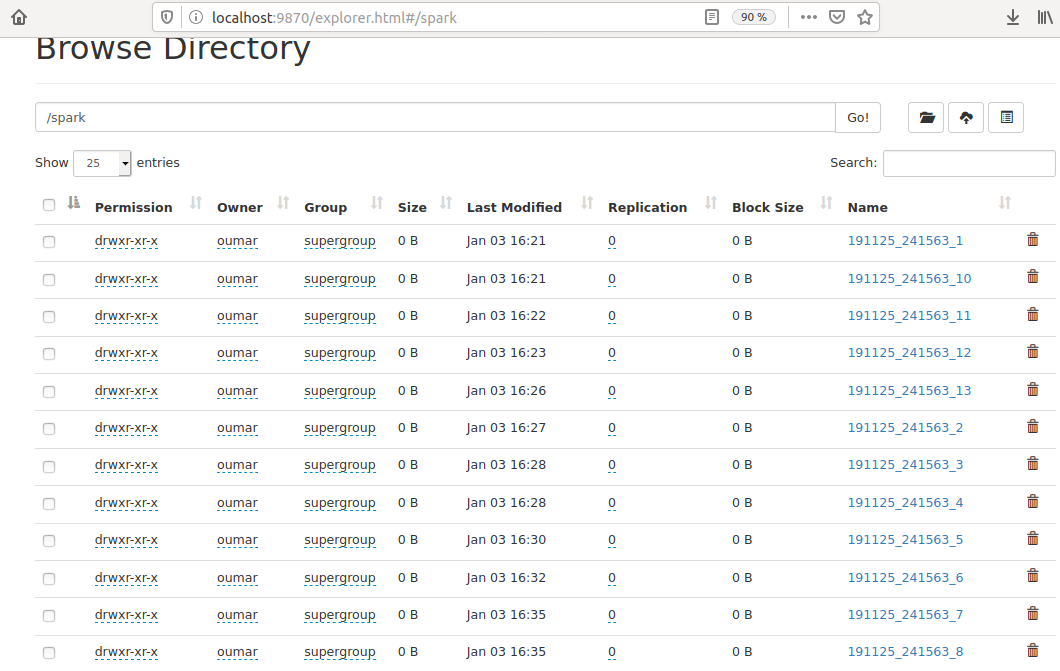 localhost:9870/explorer.html#/spark 90 %
Browse Directory
/spark Go!
Show 25 entries Search:
Permission Owner Group Size Last Modified Replication Block Size Name
drwxr-xr-x oumar supergroup 0 B Jan 03 16:21 0 0 B 191125_241563_1
drwxr-xr-x oumar supergroup 0 B Jan 03 16:21 0 0 B 191125_241563_10
drwxr-xr-x oumar supergroup 0 B Jan 03 16:22 0 0 B 191125_241563_11
drwxr-xr-x oumar supergroup 0 B Jan 03 16:23 0 0 B 191125_241563_12
drwxr-xr-x oumar supergroup 0 B Jan 03 16:26 0 0 B 191125_241563_13
drwxr-xr-x oumar supergroup 0 B Jan 03 16:27 0 0 B 191125_241563_2
drwxr-xr-x oumar supergroup 0 B Jan 03 16:28 0 0 B 191125_241563_3
drwxr-xr-x oumar supergroup 0 B Jan 03 16:28 0 0 B 191125_241563_4
drwxr-xr-x oumar supergroup 0 B Jan 03 16:30 0 0 B 191125_241563_5
drwxr-xr-x oumar supergroup 0 B Jan 03 16:32 0 0 B 191125_241563_6
drwxr-xr-x oumar supergroup 0 B Jan 03 16:35 0 0 B 191125_241563_7
drwxr-xr-x oumar supergroup 0 B Jan 03 16:35 0 0 B 191125_241563_8